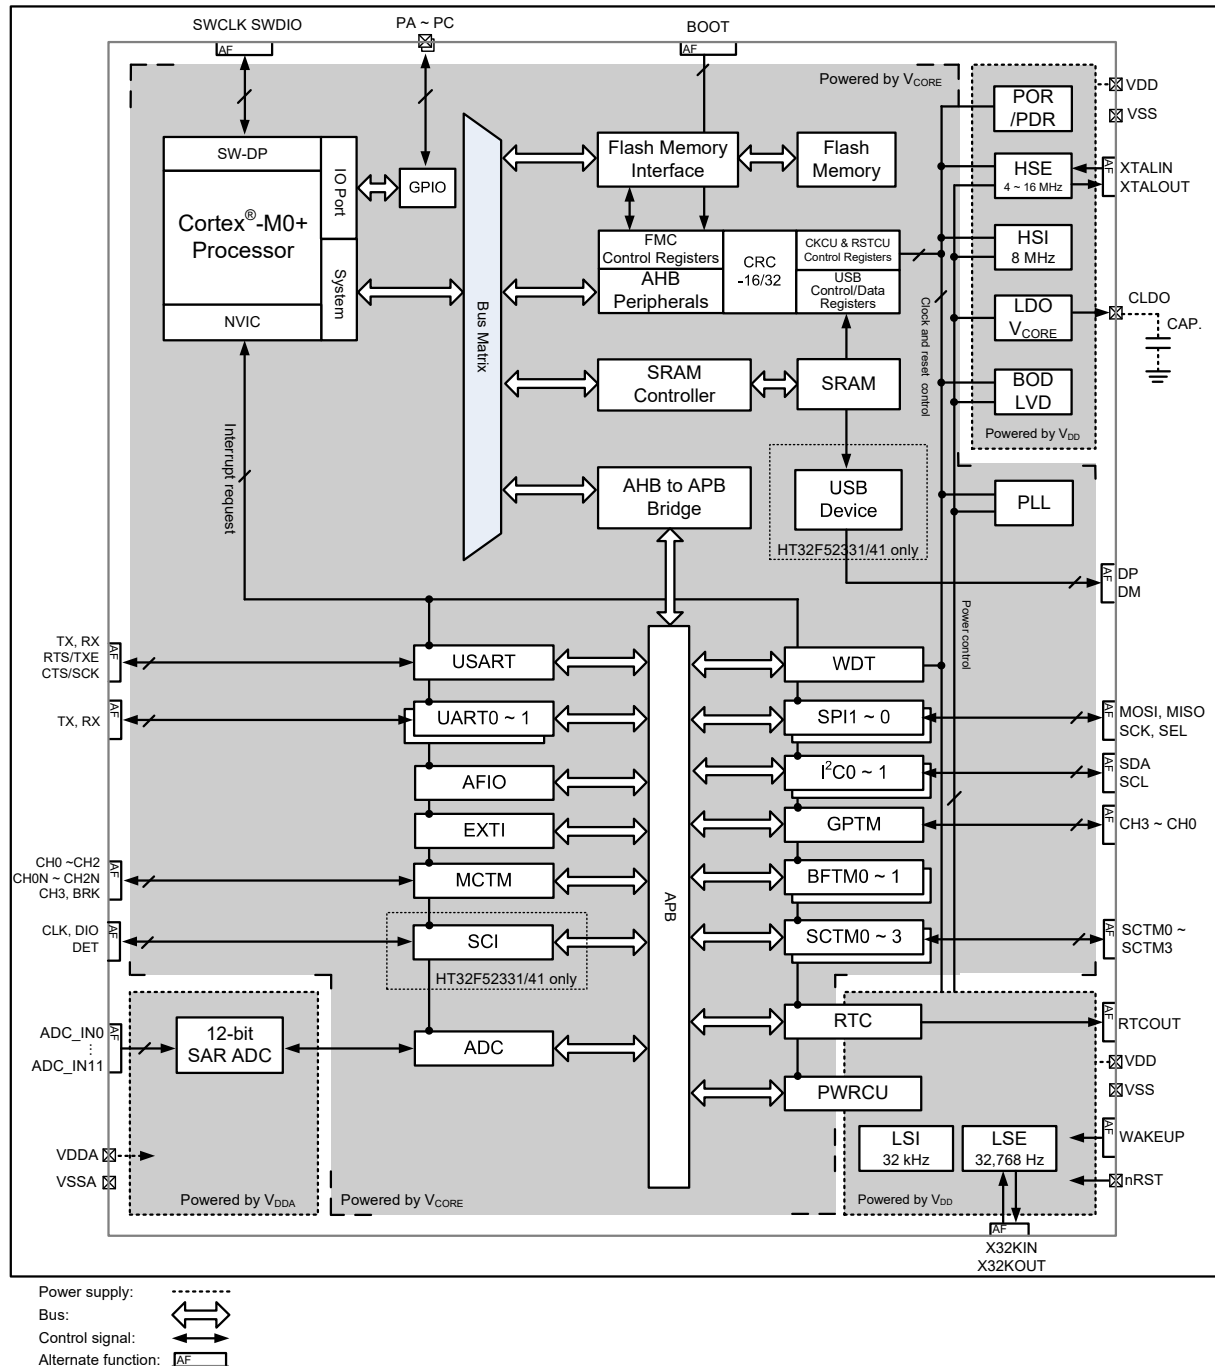 SWCLK SWDIO
AF
PA ~ PC
BOOT
AF
Powered by VCORE
POR
/PDR
VDD
VSS
SW-DP
IO Port
Cortex®-M0+
Processor
System
NVIC
GPIO
Bus Matrix
Flash Memory
Interface
Flash
Memory
HSE
4 ~ 16 MHz
AF
XTALIN
XTALOUT
FMC
Control Registers
AHB
Peripherals
CRC
-16/32
CKCU & RSTCU
Control Registers
USB
Control/Data
Registers
HSI
8 MHz
LDO
VCORE
CLDO
CAP.
Clock and reset control
SRAM
Controller
SRAM
BOD
LVD
Powered by VDD
Interrupt request
AHB to APB
Bridge
USB
Device
HT32F52331/41 only
PLL
AF
DP
DM
Power control
TX, RX
RTS/TXE
CTS/SCK
AF
USART
WDT
TX, RX
AF
UART0 ~ 1
SPI1 ~ 0
AF
MOSI, MISO
SCK, SEL
AFIO
I2C0 ~ 1
AF
SDA
SCL
EXTI
GPTM
AF
CH3 ~ CH0
CH0 ~CH2
CH0N ~ CH2N
CH3, BRK
AF
MCTM
APB
BFTM0 ~ 1
CLK, DIO
DET
AF
SCI
HT32F52331/41 only
SCTM0 ~ 3
AF
SCTM0 ~
SCTM3
ADC_IN0
...
ADC_IN11
AF
12-bit
SAR ADC
ADC
RTC
AF
RTCOUT
VDD
VSS
PWRCU
LSI
32 kHz
LSE
32,768 Hz
AF
WAKEUP
VDDA
VSSA
nRST
Powered by VDDA
Powered by VCORE
Powered by VDD
AF
X32KIN
X32KOUT
Power supply:
Bus:
Control signal:
Alternate function: AF